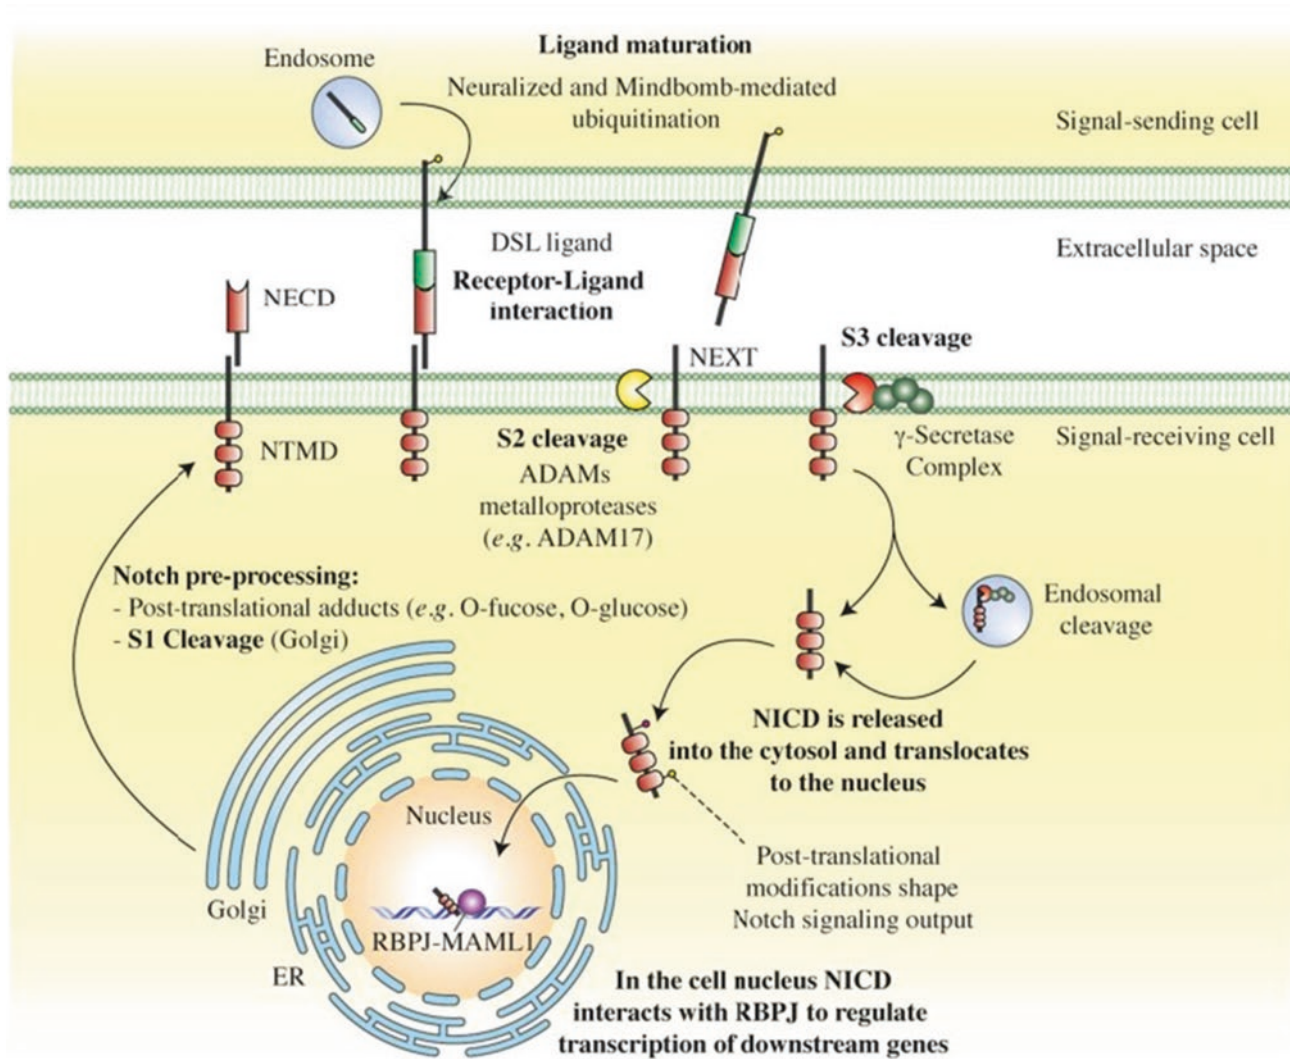 Ligand maturation
Endosome
Neuralized and Mindbomb-mediated
ubiquitination
Signal-sending cell
DSL ligand
Extracellular space
Receptor-Ligand
interaction
NECD
S3 cleavage
NEXT
NTMD
S2 cleavage
ADAMs
metalloproteases
(e.g. ADAM17)
γ-Secretase
Complex
Signal-receiving cell
Notch pre-processing:
- Post-translational adducts (e.g. O-fucose, O-glucose)
- S1 Cleavage (Golgi)
Endosomal
cleavage
NICD is released
into the cytosol and translocates
to the nucleus
Nucleus
Post-translational
modifications shape
Notch signaling output
Golgi
RBPJ-MAML1
ER
In the cell nucleus NICD
interacts with RBPJ to regulate
transcription of downstream genes